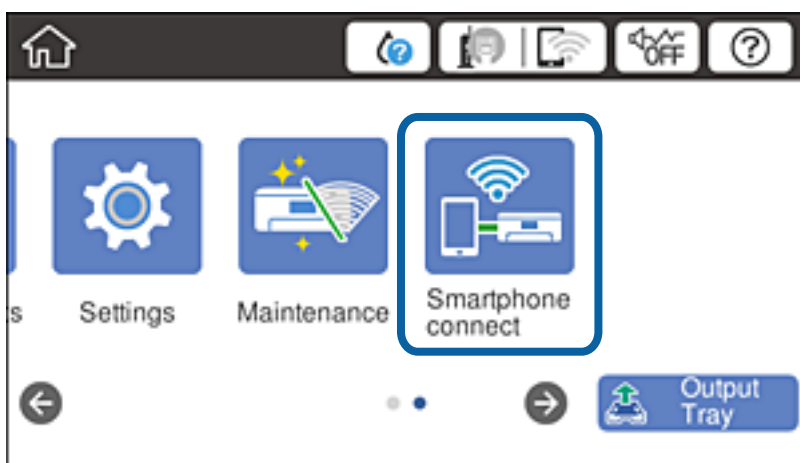 OFF
?
?
s
Settings
Maintenance
Smartphone
connect
Output
Tray